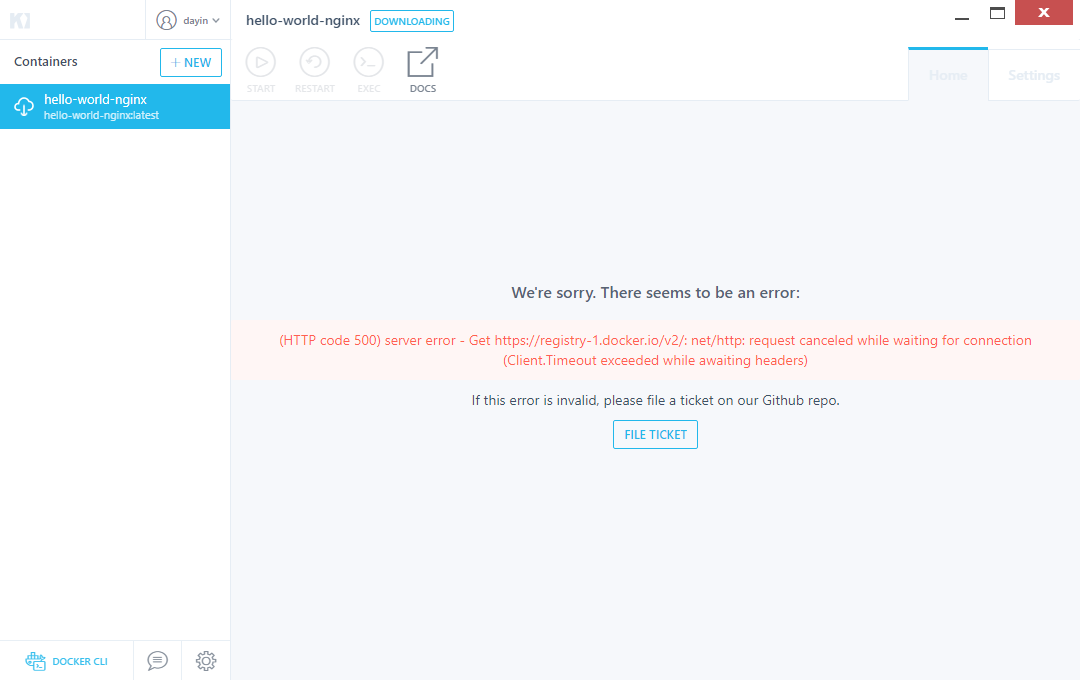 dayin
hello-world-nginx
DOWNLOADING
Containers
+ NEW
START
RESTART
EXEC
DOCS
Home
Settings
hello-world-nginx
hello-world-nginx:latest
We're sorry. There seems to be an error:
(HTTP code 500) server error - Get https://registry-1.docker.io/v2/: net/http: request canceled while waiting for connection
(Client.Timeout exceeded while awaiting headers)
If this error is invalid, please file a ticket on our Github repo.
FILE TICKET
DOCKER CLI